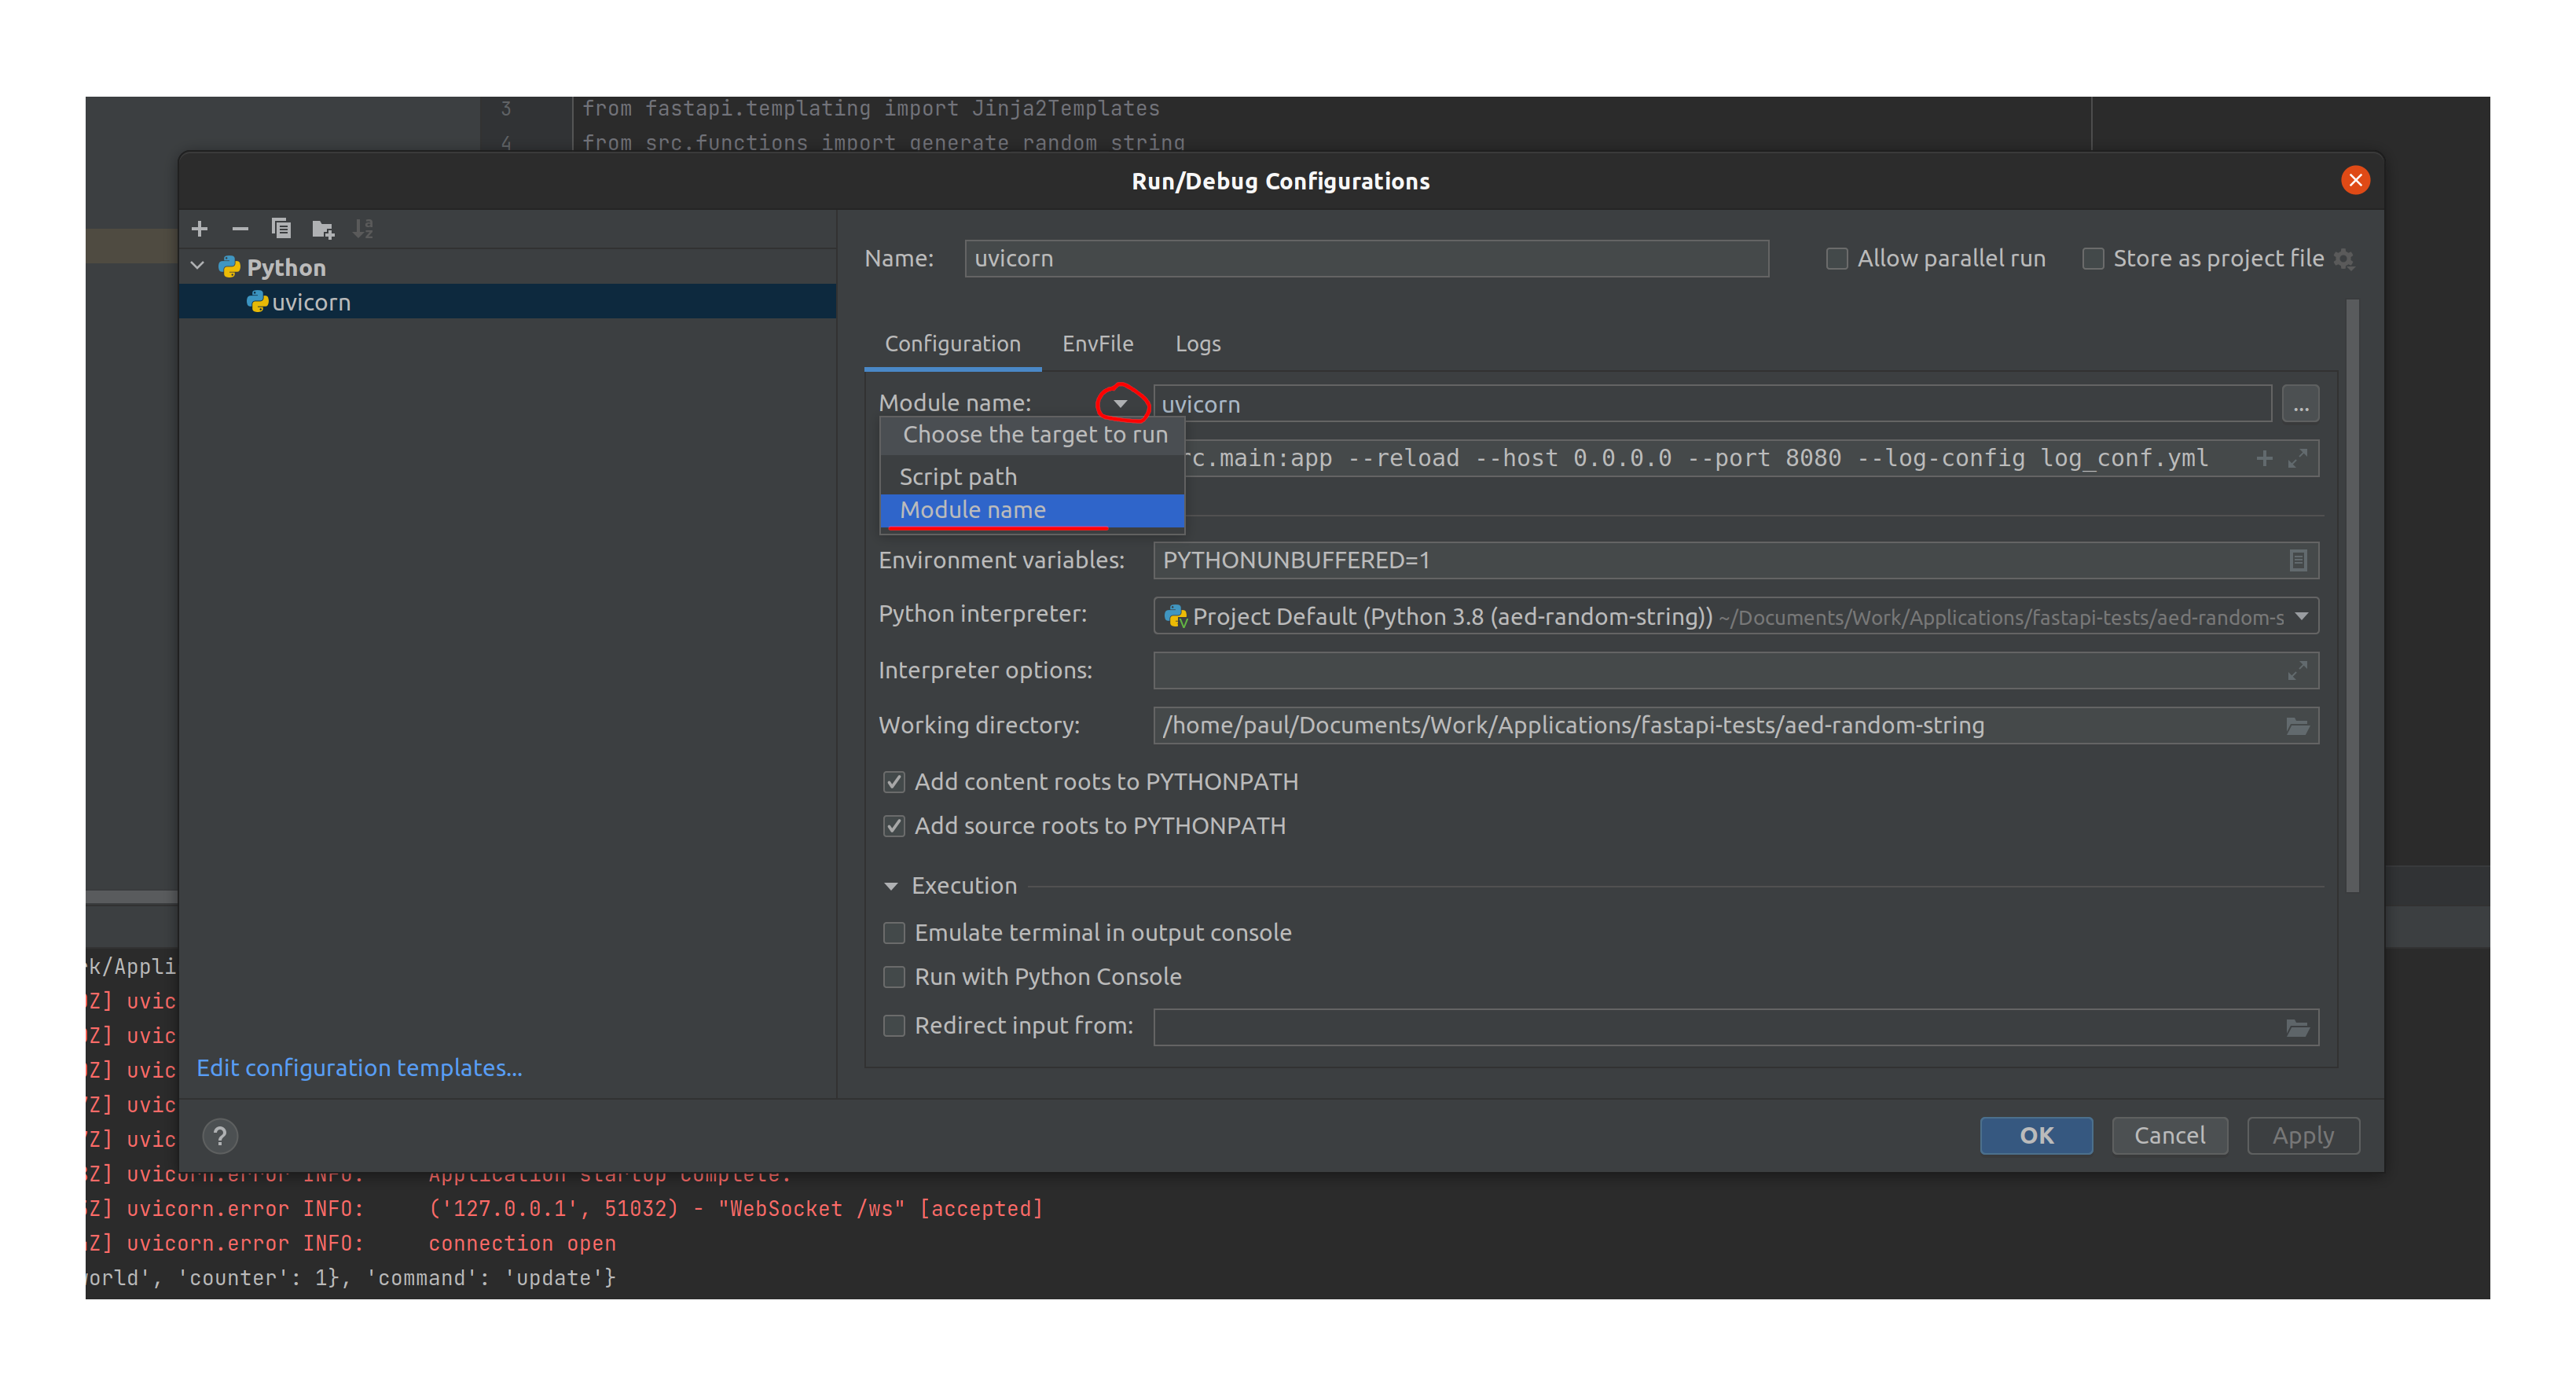 3 from fastapi.templating import Jinja2Templates
4 from src.functions import generate_random_string
Run/Debug Configurations
Python
uvicorn
Name: uvicorn Allow parallel run Store as project file
Configuration EnvFile Logs
Module name: uvicorn ...
Choose the target to run
rc.main:app --reload --host 0.0.0.0 --port 8080 --log-config log_conf.yml
Script path
Module name
Environment variables: PYTHONUNBUFFERED=1
Python interpreter: Project Default (Python 3.8 (aed-random-string)) ~/Documents/Work/Applications/fastapi-tests/aed-random-s
Interpreter options:
Working directory: /home/paul/Documents/Work/Applications/fastapi-tests/aed-random-string
Add content roots to PYTHONPATH
Add source roots to PYTHONPATH
Execution
Emulate terminal in output console
Run with Python Console
Redirect input from:
Edit configuration templates...
? OK Cancel Apply
k/Appli
Z] uvic
Z] uvic
Z] uvic
Z] uvic
Z] uvic
Z] uvicorn.error INFO: Application startup complete.
Z] uvicorn.error INFO: ('127.0.0.1', 51032) - "WebSocket /ws" [accepted]
Z] uvicorn.error INFO: connection open
orld', 'counter': 1}, 'command': 'update'}